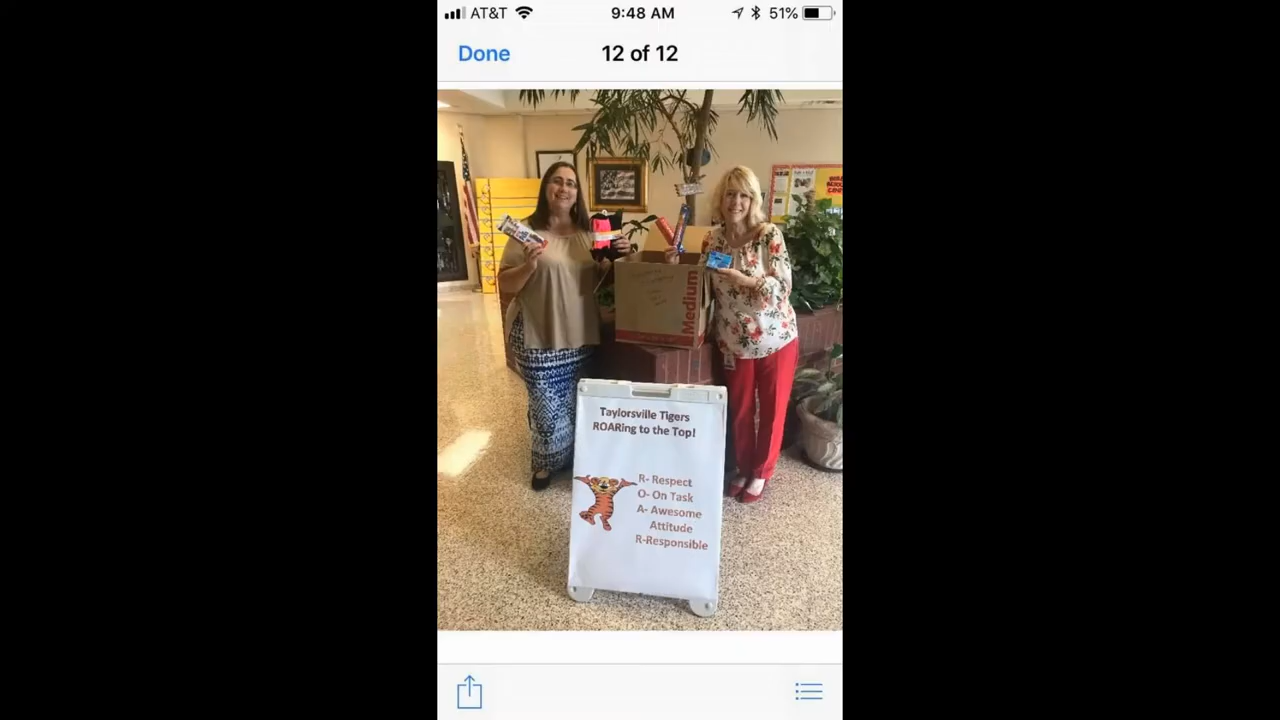 AT&T
9:48 AM
51%
Done
12 of 12
Medium
Taylorsville Tigers
ROARing to the Top!
R- Respect
O- On Task
A- Awesome
Attitude
R-Responsible